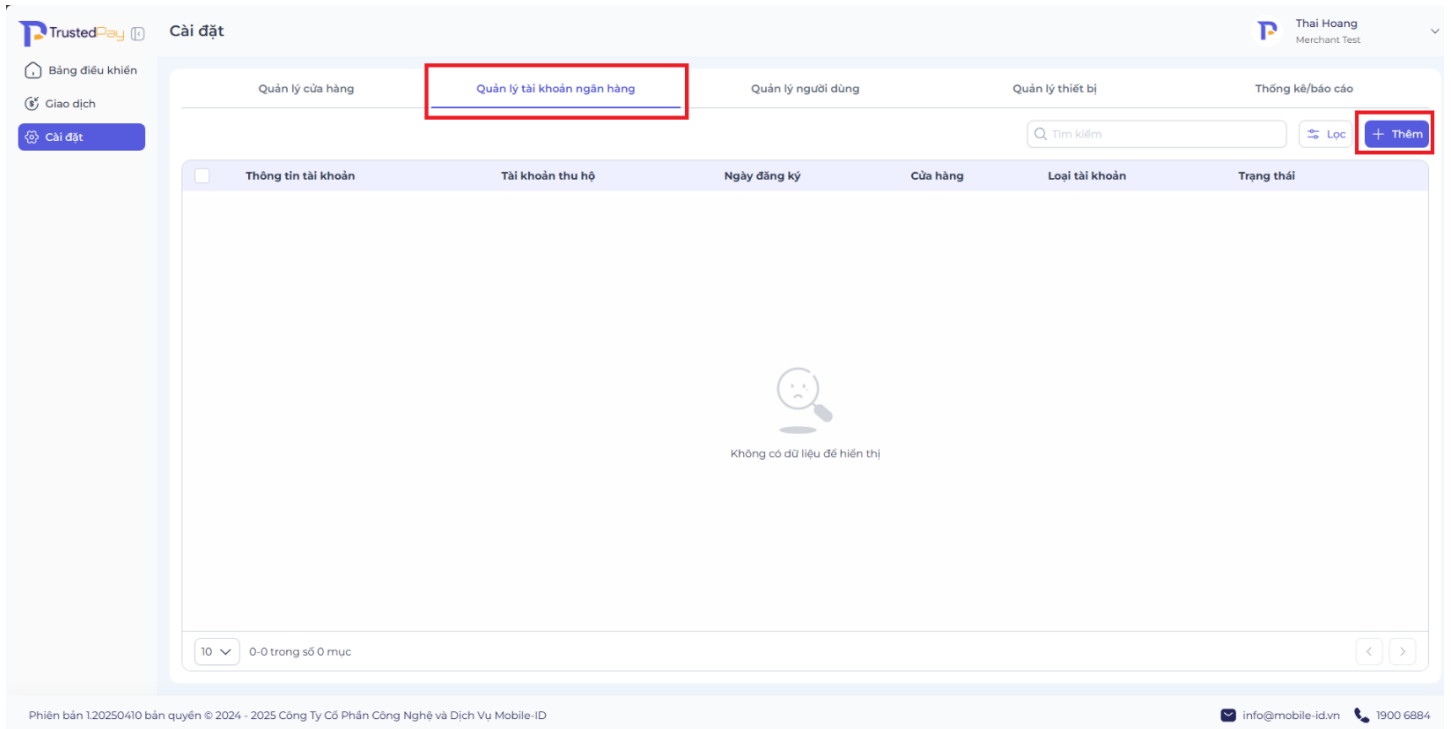 TrustedPay
Cài đặt
Thai Hoang
Merchant Test
Bảng điều khiển
Giao dịch
Cài đặt
Quản lý cửa hàng
Quản lý tài khoản ngân hàng
Quản lý người dùng
Quản lý thiết bị
Thống kê/báo cáo
Tìm kiếm
Lọc
+ Thêm
Thông tin tài khoản
Tài khoản thu hộ
Ngày đăng ký
Cửa hàng
Loại tài khoản
Trạng thái
Không có dữ liệu để hiển thị
10
0-0 trong số 0 mục
Phiên bản 1.20250410 bản quyền © 2024 - 2025 Công Ty Cổ Phần Công Nghệ và Dịch Vụ Mobile-ID
info@mobile-id.vn
1900 6884